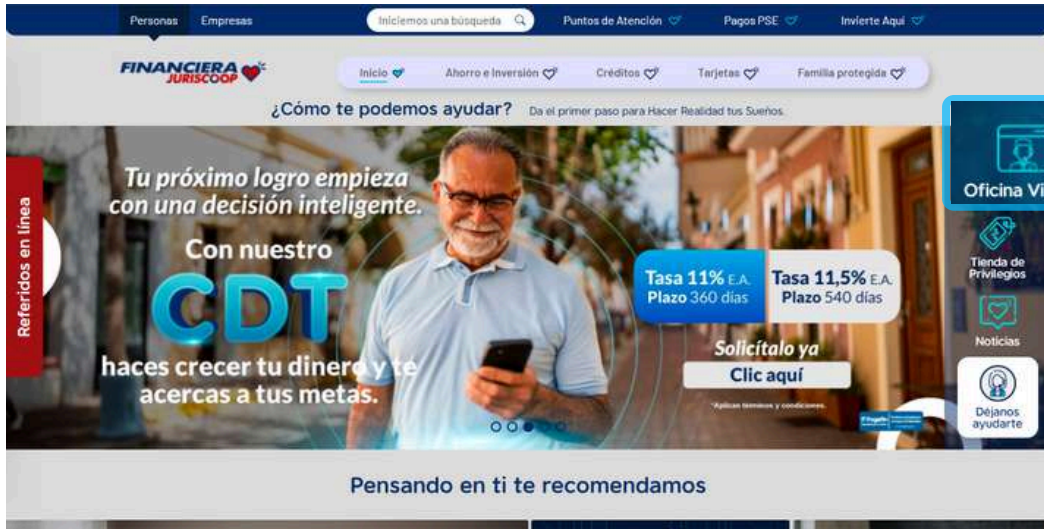 Personas
Empresas
Iniciemos una búsqueda
Puntos de Atención
Pagos PSE
Invierte Aquí
FINANCIERA
JURISCOOP
Inicio
Ahorro e Inversión
Créditos
Tarjetas
Familia protegida
¿Cómo te podemos ayudar?
Da el primer paso para Hacer Realidad tus Sueños.
Referidos en línea
Tu próximo logro empieza
con una decisión inteligente.
Con nuestro
CDT
haces crecer tu dinero y te
acercas a tus metas.
Tasa 11% E.A.
Plazo 360 días
Tasa 11,5% E.A.
Plazo 540 días
Solicítalo ya
Clic aquí
*Aplican términos y condiciones.
Oficina Vi
Tienda de
Privilegios
Noticias
Déjanos
ayudarte
Pensando en ti te recomendamos